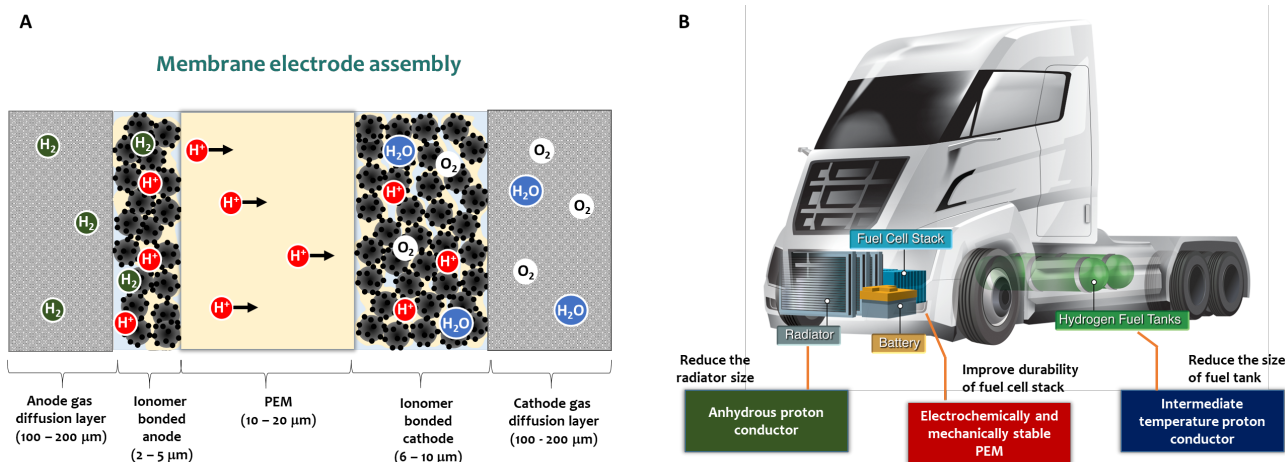 A
Membrane electrode assembly
H₂
H₂
H₂
H₂
H₂
H⁺
H⁺
H⁺
H⁺
H⁺
H⁺
H⁺
H₂O
O₂
H⁺
O₂
H⁺
H⁺
H₂O
O₂
H₂O
O₂
O₂
H₂O
Anode gas
diffusion layer
(100 – 200 μm)
Ionomer
bonded
anode
(2 – 5 μm)
PEM
(10 – 20 μm)
Ionomer
bonded
cathode
(6 – 10 μm)
Cathode gas
diffusion layer
(100 - 200 μm)
B
Fuel Cell Stack
Radiator
Battery
Hydrogen Fuel Tanks
Reduce the
radiator size
Anhydrous proton
conductor
Improve durability
of fuel cell stack
Electrochemically and
mechanically stable
PEM
Reduce the size
of fuel tank
Intermediate
temperature proton
conductor